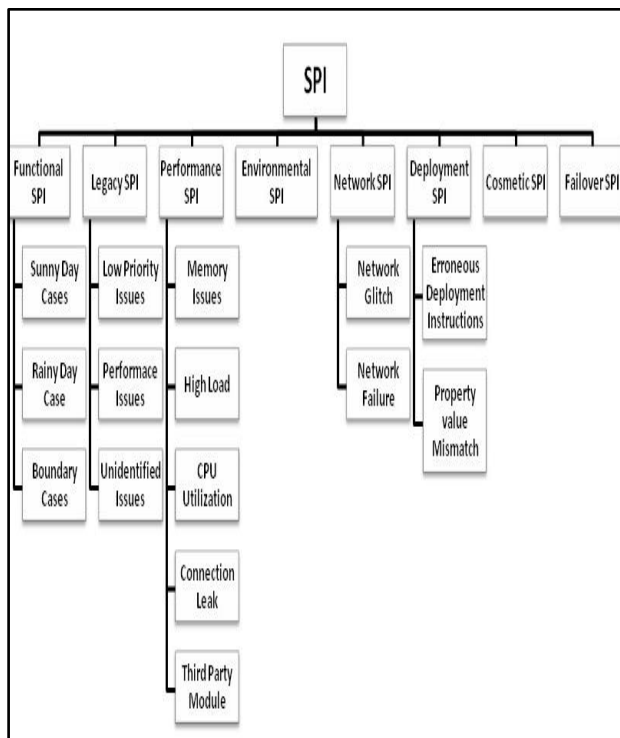 SPI
Functional
SPI
Legacy SPI
Performance
SPI
Environmental
SPI
Network SPI
Deployment
SPI
Cosmetic SPI
Failover SPI
Sunny Day
Cases
Rainy Day
Case
Boundary
Cases
Low Priority
Issues
Performace
Issues
Unidentified
Issues
Memory
Issues
High Load
CPU
Utilization
Connection
Leak
Third Party
Module
Network
Glitch
Network
Failure
Erroneous
Deployment
Instructions
Property
value
Mismatch